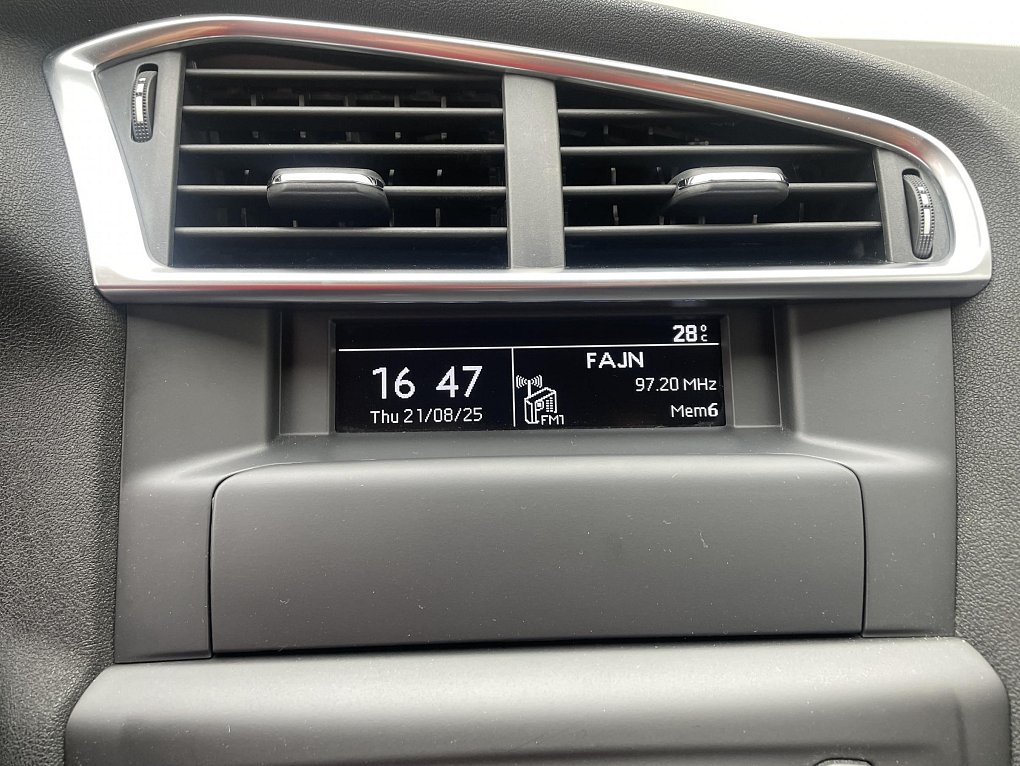 28°C
16 47
Thu 21/08/25
FAJN
97.20 MHz
FM1
Mem6